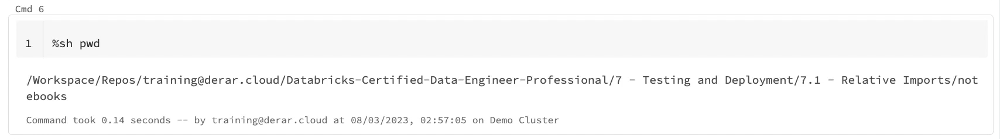 Cmd 6
1 %sh pwd
/Workspace/Repos/training@derar.cloud/Databricks-Certified-Data-Engineer-Professional/7 - Testing and Deployment/7.1 - Relative Imports/not
ebooks
Command took 0.14 seconds -- by training@derar.cloud at 08/03/2023, 02:57:05 on Demo Cluster